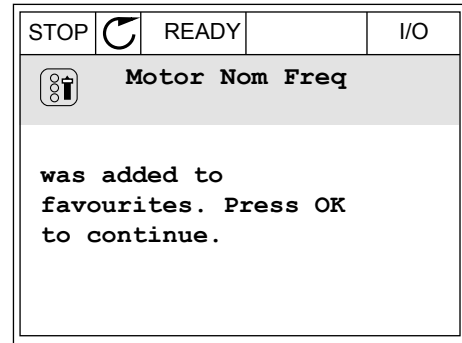 STOP READY I/O
Motor Nom Freq
was added to
favourites. Press OK
to continue.